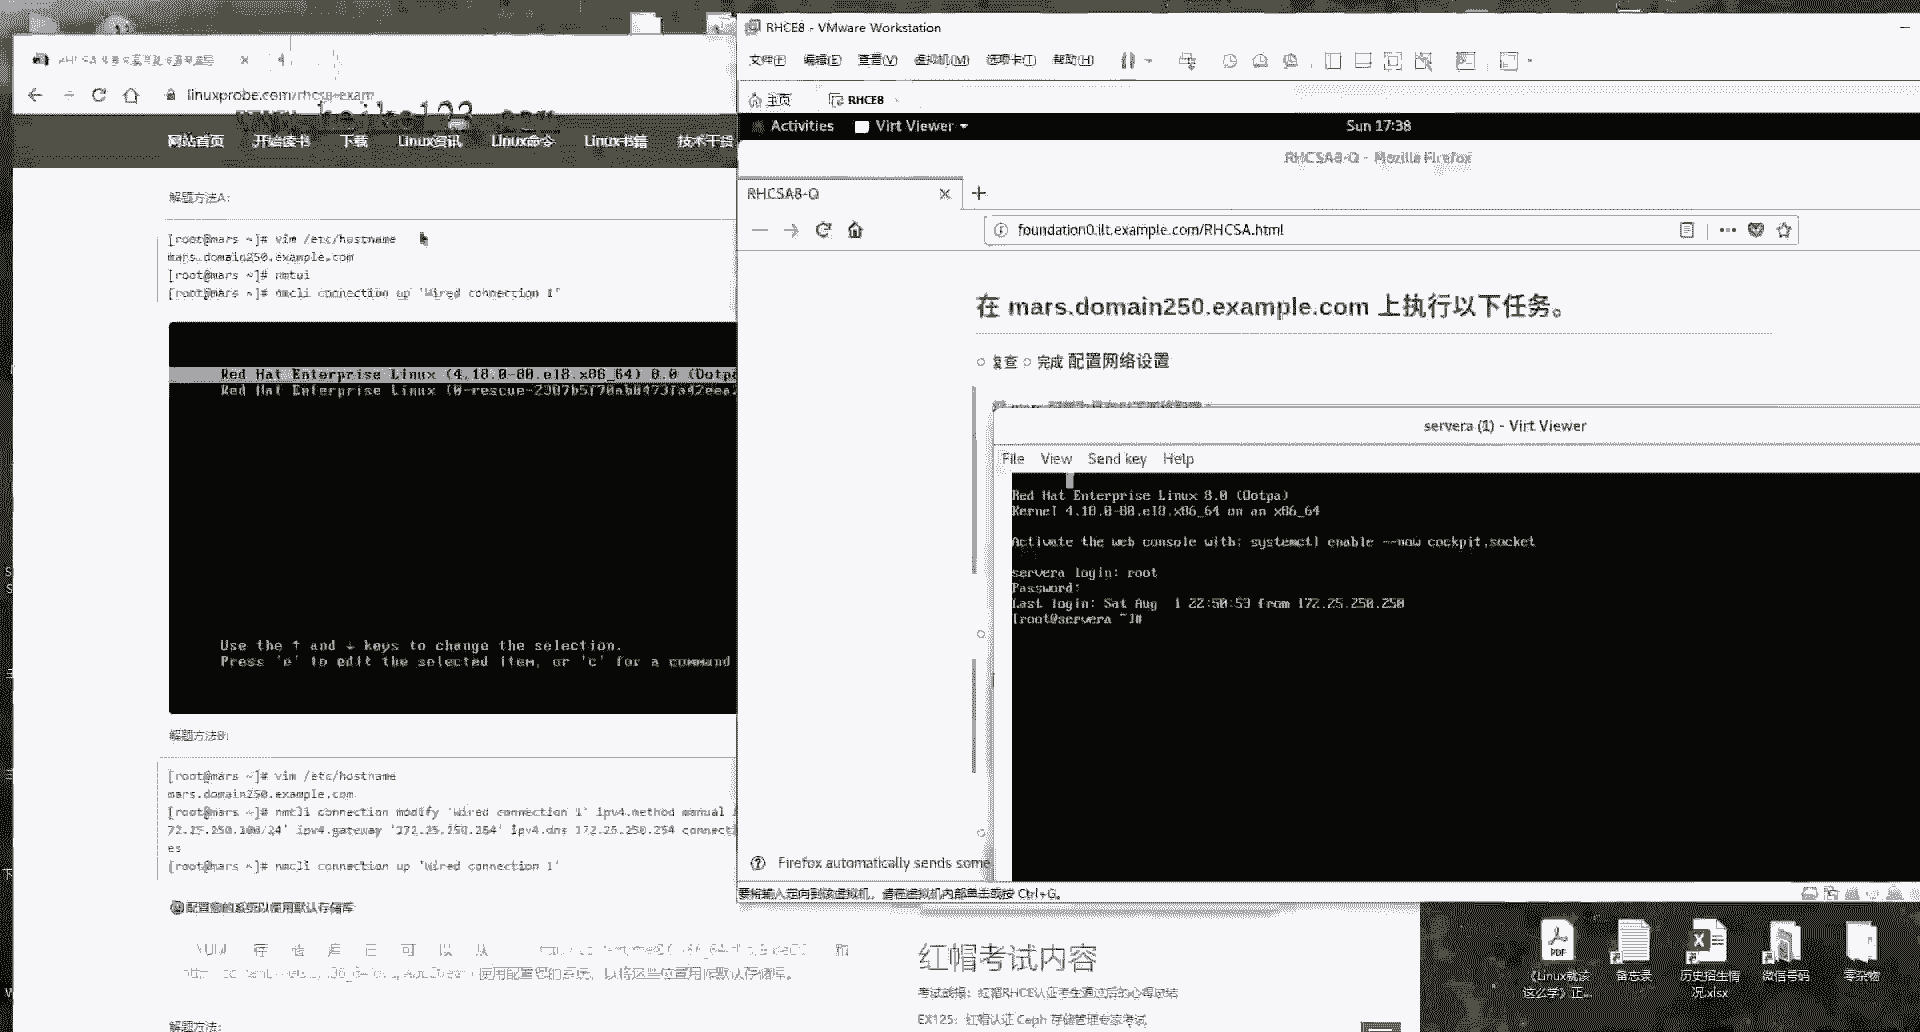 RHCE8 - VMware Workstation
文件(F) 编辑(E) 查看(V) 虚拟机(M) 选项卡(T) 帮助(H)
主页 RHCE8
Activities Virt Viewer Sun 17:38
RHCSA8-Q - Mozilla Firefox
RHCSA8-Q
foundation0.ilt.example.com/RHCSA.html
在 mars.domain250.example.com 上执行以下任务。
复查 完成 配置网络设置
servera (1) - Virt Viewer
File View Send key Help
Red Hat Enterprise Linux 8.0 (Ootpa)
Kernel 4.18.0-80.el8.x86_64 on an x86_64
Activate the web console with: systemctl enable --now cockpit.socket
servera login: root
Password:
Last login: Sat Aug 1 22:50:53 from 172.25.250.250
[root@servera ~]#
Firefox automatically sends some
要将输入定向到该虚拟机，请在虚拟机内部单击或按 Ctrl+G。
linuxprobe.com/rhcsa-exam
网站首页 开始读书 下载 Linux资讯 Linux命令 Linux书籍 技术干货
解题方法A:
[root@mars ~]# vim /etc/hostname
mars.domain250.example.com
[root@mars ~]# nmtui
[root@mars ~]# nmcli connection up 'Wired connection 1'
Red Hat Enterprise Linux (4.18.0-80.el8.x86_64) 8.0 (Ootpa
Red Hat Enterprise Linux
Use the ↑ and ↓ keys to change the selection.
Press 'e' to edit the selected item, or 'c' for a command
解题方法B:
[root@mars ~]# vim /etc/hostname
mars.domain250.example.com
[root@mars ~]# nmcli connection modify 'Wired connection 1' ipv4.method manual
72.25.250.100/24' ipv4.gateway '172.25.250.254' ipv4.dns 172.25.250.254 connecti
es
[root@mars ~]# nmcli connection up 'Wired connection 1'
配置您的系统以使用默认存储库
使用配置您的系统，以将这些位置用作默认存储库。
解题方法:
红帽考试内容
考试战报：红帽RHCE认证考生通过后的心得总结
EX125：红帽认证 Ceph 存储管理专家考试
《Linux就该这么学》正...
备忘录
历史招生情况.xlsx
微信号码
零杂物